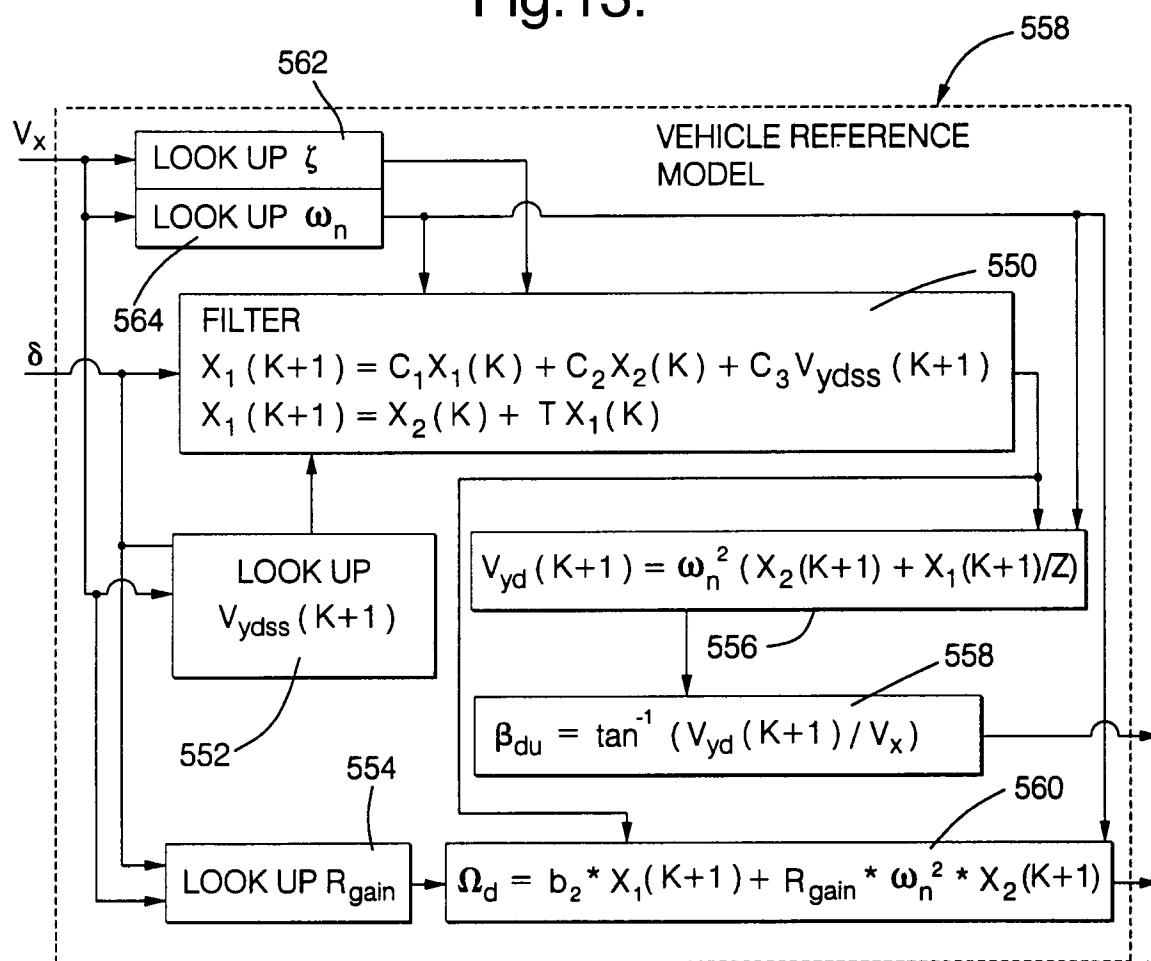 Fig.13.
558
562
Vx
LOOK UP ζ
VEHICLE REFERENCE
MODEL
LOOK UP ωn
564
550
δ
FILTER
X1 (K+1) = C1X1(K) + C2X2(K) + C3Vydss (K+1)
X1 (K+1) = X2(K) + TX1(K)
LOOK UP
Vydss (K+1)
552
Vyd (K+1) = ωn² (X2(K+1) + X1(K+1)/Z)
556
558
βdu = tan⁻¹ (Vyd (K+1) / Vx)
554
560
LOOK UP Rgain
Ωd = b2 * X1(K+1) + Rgain * ωn² * X2(K+1)